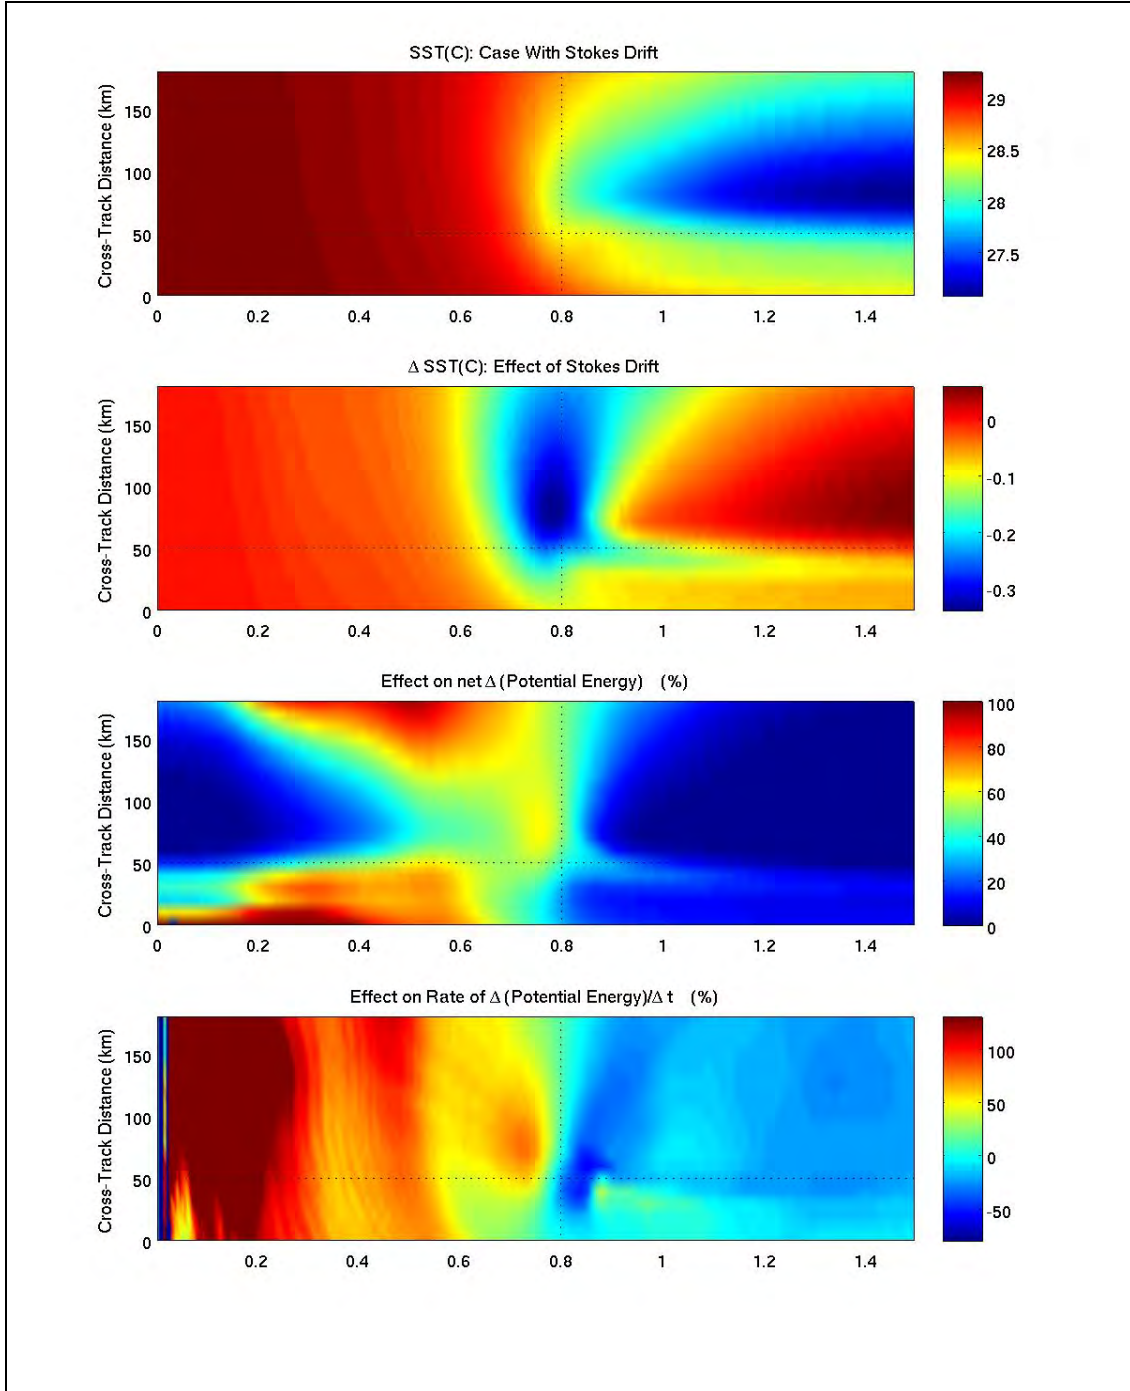 SST(C): Case With Stokes Drift
Cross-Track Distance (km)
150
100
50
0
0 0.2 0.4 0.6 0.8 1 1.2 1.4
29
28.5
28
27.5
Δ SST(C): Effect of Stokes Drift
Cross-Track Distance (km)
150
100
50
0
0 0.2 0.4 0.6 0.8 1 1.2 1.4
0
-0.1
-0.2
-0.3
Effect on net Δ (Potential Energy) (%)
Cross-Track Distance (km)
150
100
50
0
0 0.2 0.4 0.6 0.8 1 1.2 1.4
100
80
60
40
20
0
Effect on Rate of Δ (Potential Energy)/Δ t (%)
Cross-Track Distance (km)
150
100
50
0
0.2 0.4 0.6 0.8 1 1.2 1.4
100
50
0
-50